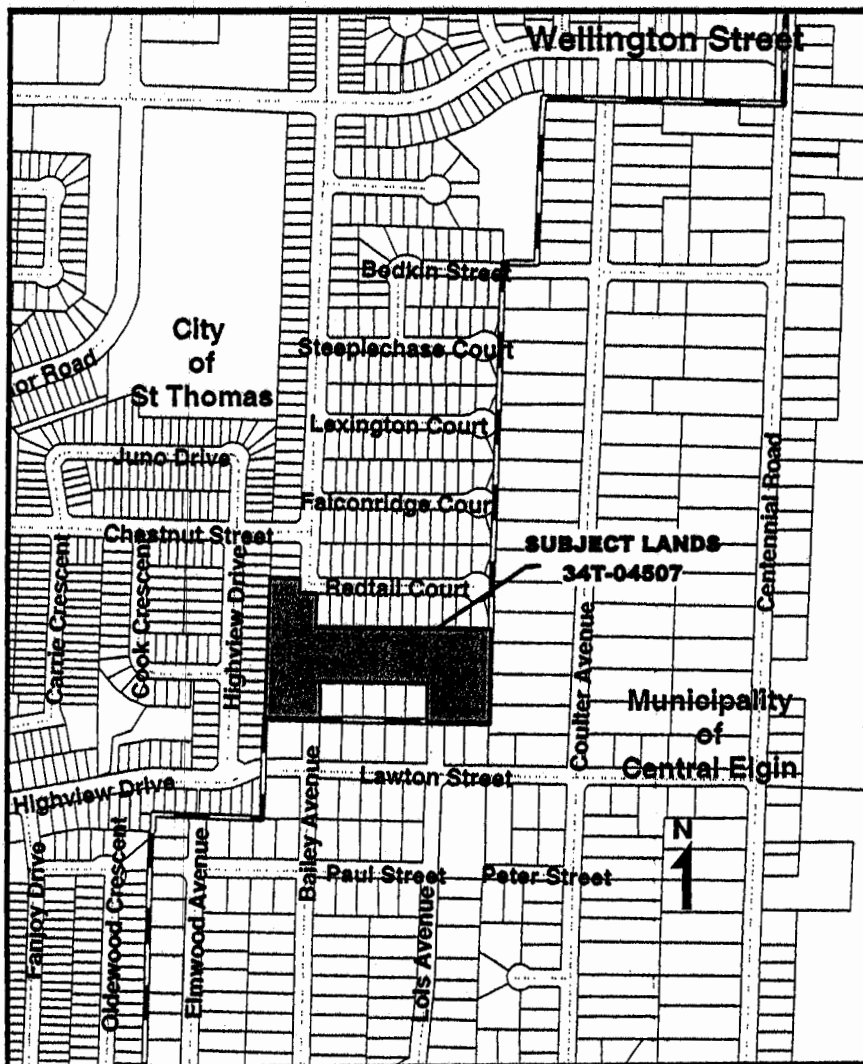 Wellington Street
Bedkin Street
City
of
St Thomas
Steeplechase Court
nor Road
Lexington Court
Juno Drive
Falconridge Court
Chestnut Street
SUBJECT LANDS
34T-04507
Redtail Court
Carrie Crescent
Cook Crescent
Highview Drive
Coulter Avenue
Centennial Road
Municipality
of
Central Elgin
Lawton Street
Highview Drive
Bailey Avenue
N
Paul Street
Peter Street
Fanjoy Drive
Oldewood Crescent
Elmwood Avenue
Lois Avenue